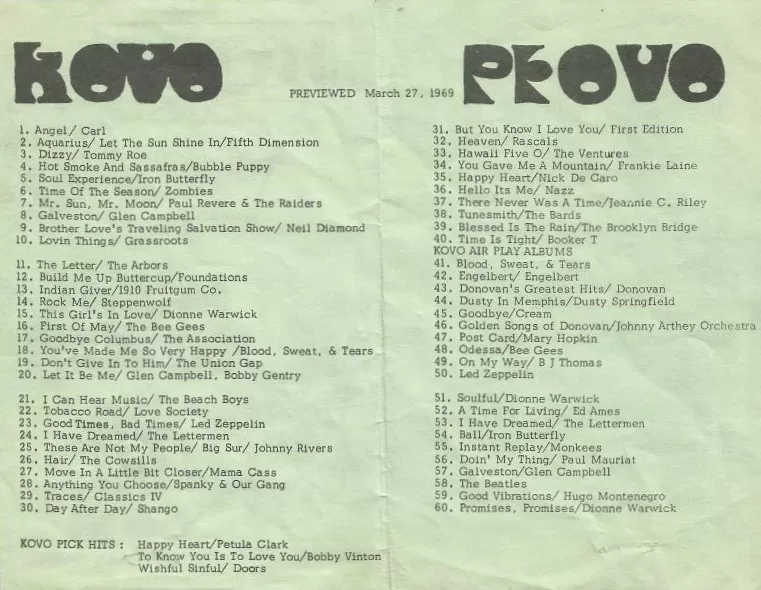 KOVO
PROVO
PREVIEWED March 27, 1969
1. Angel/ Carl
2. Aquarius/ Let The Sun Shine In/Fifth Dimension
3. Dizzy/ Tommy Roe
4. Hot Smoke And Sassafras/Bubble Puppy
5. Soul Experience/Iron Butterfly
6. Time Of The Season/ Zombies
7. Mr. Sun, Mr. Moon/ Paul Revere & The Raiders
8. Galveston/ Glen Campbell
9. Brother Love's Traveling Salvation Show/ Neil Diamond
10. Lovin Things/ Grassroots
11. The Letter/ The Arbors
12. Build Me Up Buttercup/Foundations
13. Indian Giver/1910 Fruitgum Co.
14. Rock Me/ Steppenwolf
15. This Girl's In Love/ Dionne Warwick
16. First Of May/ The Bee Gees
17. Goodbye Columbus/ The Association
18. You've Made Me So Very Happy /Blood, Sweat, & Tears
19. Don't Give In To Him/ The Union Gap
20. Let It Be Me/ Glen Campbell, Bobby Gentry
21. I Can Hear Music/ The Beach Boys
22. Tobacco Road/ Love Society
23. Good Times, Bad Times/ Led Zeppelin
24. I Have Dreamed/ The Lettermen
25. These Are Not My People/ Big Sur/ Johnny Rivers
26. Hair/ The Cowsills
27. Move In A Little Bit Closer/Mama Cass
28. Anything You Choose/Spanky & Our Gang
29. Traces/ Classics IV
30. Day After Day/ Shango
KOVO PICK HITS : Happy Heart/Petula Clark
To Know You Is To Love You/Bobby Vinton
Wishful Sinful/ Doors
31. But You Know I Love You/ First Edition
32. Heaven/ Rascals
33. Hawaii Five O/ The Ventures
34. You Gave Me A Mountain/ Frankie Laine
35. Happy Heart/Nick De Caro
36. Hello Its Me/ Nazz
37. There Never Was A Time/Jeannie C. Riley
38. Tunesmith/The Bards
39. Blessed Is The Rain/The Brooklyn Bridge
40. Time Is Tight/ Booker T
KOVO AIR PLAY ALBUMS
41. Blood, Sweat, & Tears
42. Engelbert/ Engelbert
43. Donovan's Greatest Hits/ Donovan
44. Dusty In Memphis/Dusty Springfield
45. Goodbye/Cream
46. Golden Songs of Donovan/Johnny Arthey Orchestra
47. Post Card/Mary Hopkin
48. Odessa/Bee Gees
49. On My Way/ B J Thomas
50. Led Zeppelin
51. Soulful/Dionne Warwick
52. A Time For Living/ Ed Ames
53. I Have Dreamed/ The Lettermen
54. Ball/Iron Butterfly
55. Instant Replay/Monkees
56. Doin' My Thing/ Paul Mauriat
57. Galveston/Glen Campbell
58. The Beatles
59. Good Vibrations/ Hugo Montenegro
60. Promises, Promises/Dionne Warwick